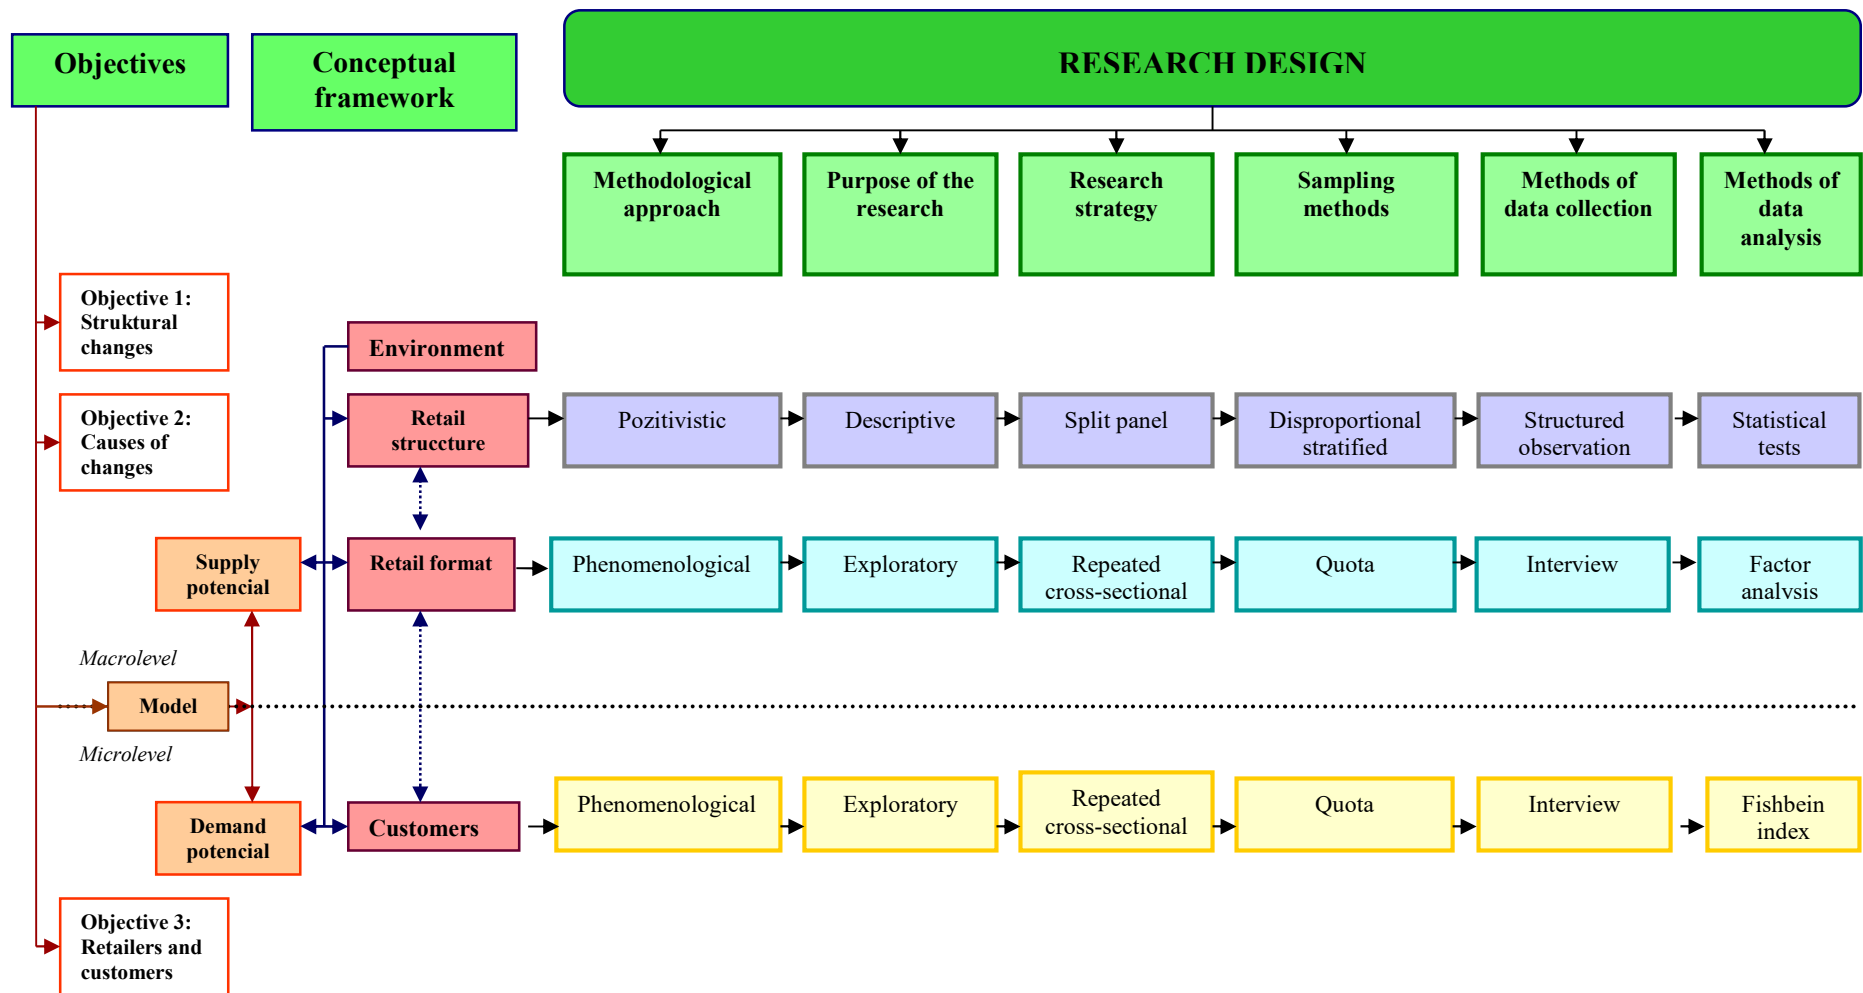 Objectives
Conceptual
framework
RESEARCH DESIGN
Methodological
approach
Purpose of the
research
Research
strategy
Sampling
methods
Methods of
data collection
Methods of
data
analysis
Objective 1:
Struktural
changes
Environment
Objective 2:
Causes of
changes
Retail
struccture
Pozitivistic
Descriptive
Split panel
Disproportional
stratified
Structured
observation
Statistical
tests
Supply
potencial
Retail format
Phenomenological
Exploratory
Repeated
cross-sectional
Quota
Interview
Factor
analysis
Macrolevel
Model
Microlevel
Demand
potencial
Customers
Phenomenological
Exploratory
Repeated
cross-sectional
Quota
Interview
Fishbein
index
Objective 3:
Retailers and
customers